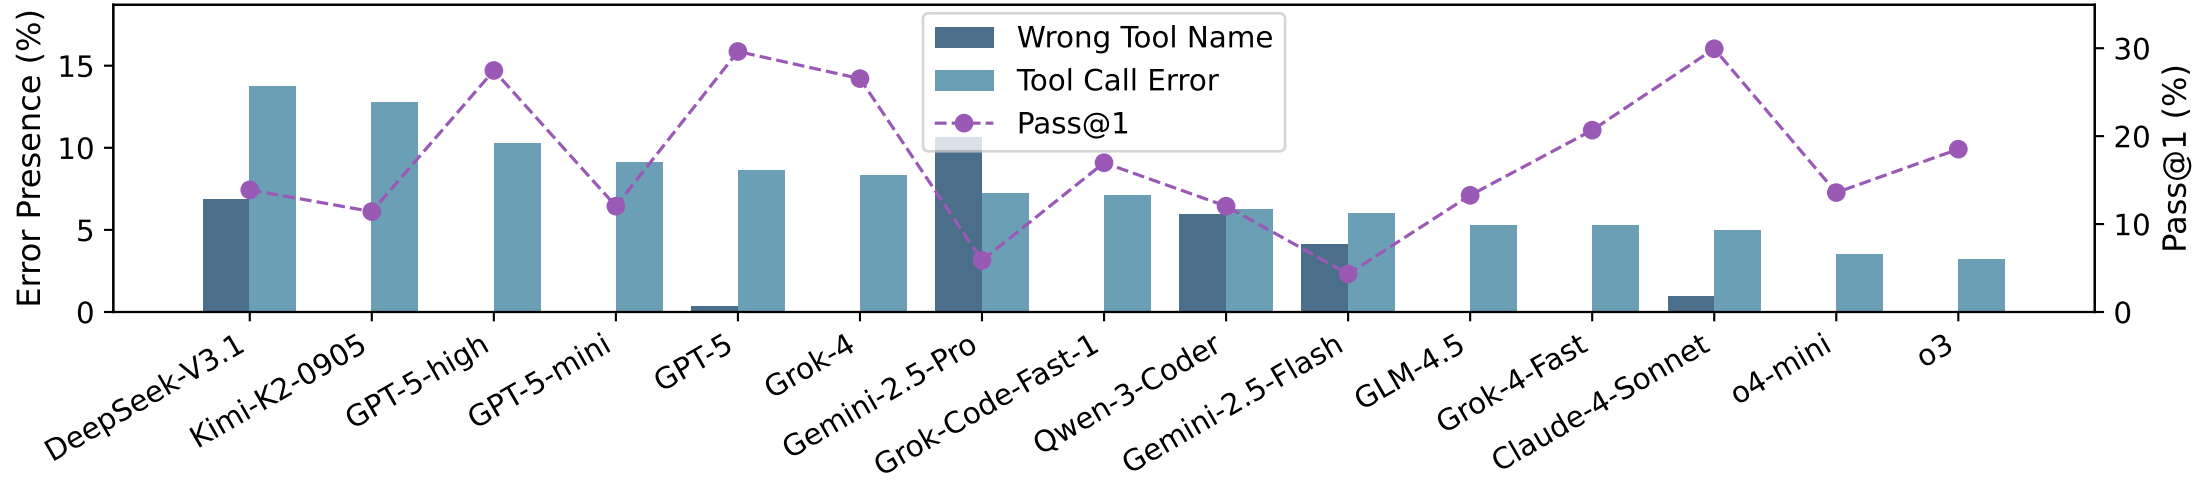 Error Presence (%)
15
10
5
0
Wrong Tool Name
Tool Call Error
Pass@1
30
20
10
0
Pass@1 (%)
DeepSeek-V3.1
Kimi-K2-0905
GPT-5-high
GPT-5-mini
GPT-5
Grok-4
Gemini-2.5-Pro
Grok-Code-Fast-1
Qwen-3-Coder
Gemini-2.5-Flash
GLM-4.5
Grok-4-Fast
Claude-4-Sonnet
o4-mini
o3